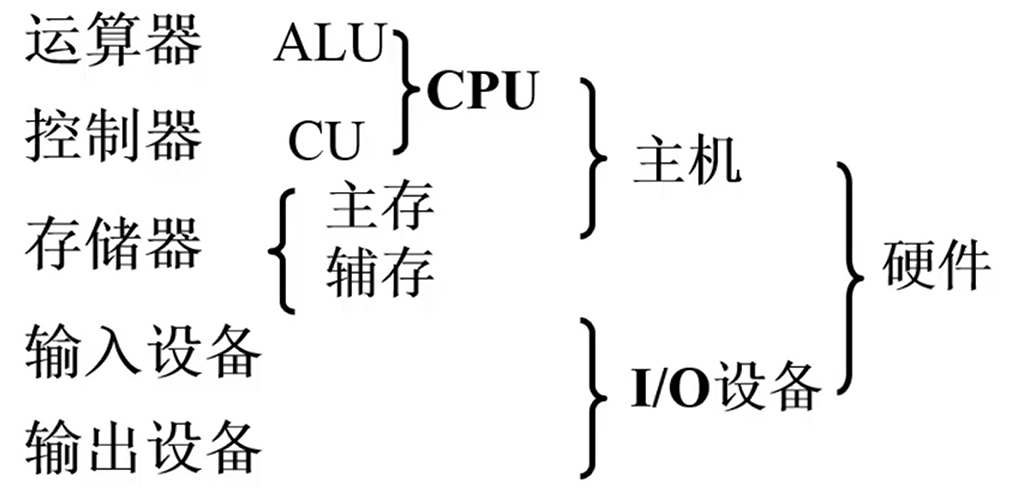 运算器 ALU
CPU
控制器 CU
主机
存储器 主存
辅存
硬件
输入设备
I/O设备
输出设备